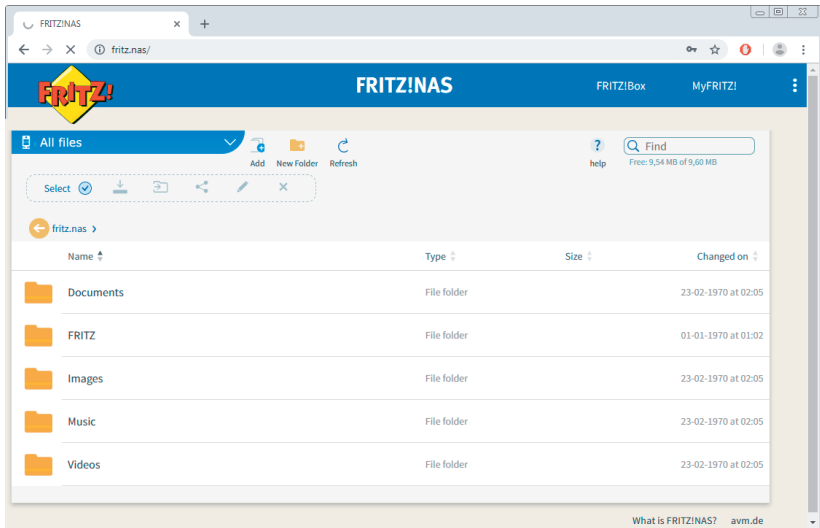 FRITZ!NAS
fritz.nas/
FRITZ!
FRITZ!NAS
FRITZ!Box
MyFRITZ!
All files
Add
New Folder
Refresh
help
Find
Free: 9,54 MB of 9,60 MB
Select
fritz.nas
Name
Type
Size
Changed on
Documents
File folder
23-02-1970 at 02:05
FRITZ
File folder
01-01-1970 at 01:02
Images
File folder
23-02-1970 at 02:05
Music
File folder
23-02-1970 at 02:05
Videos
File folder
23-02-1970 at 02:05
What is FRITZ!NAS?
avm.de